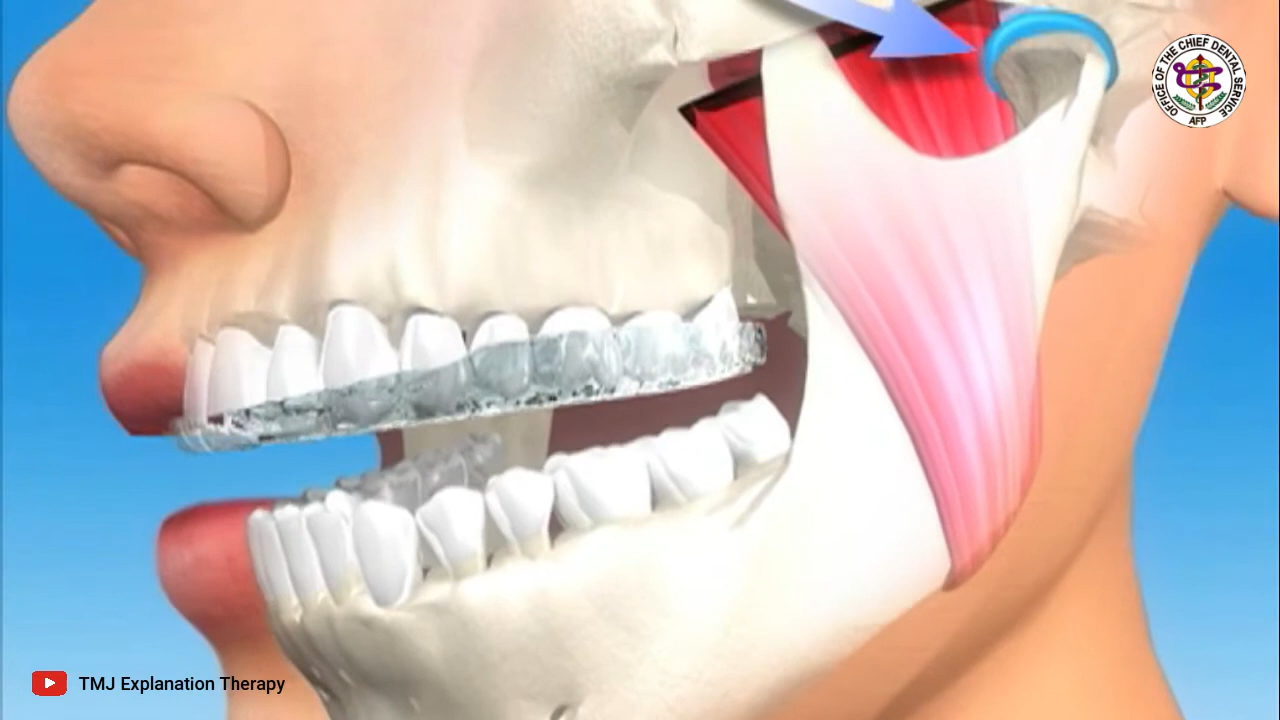 OFFICE OF THE CHIEF DENTAL SERVICE
AFP
TMJ Explanation Therapy